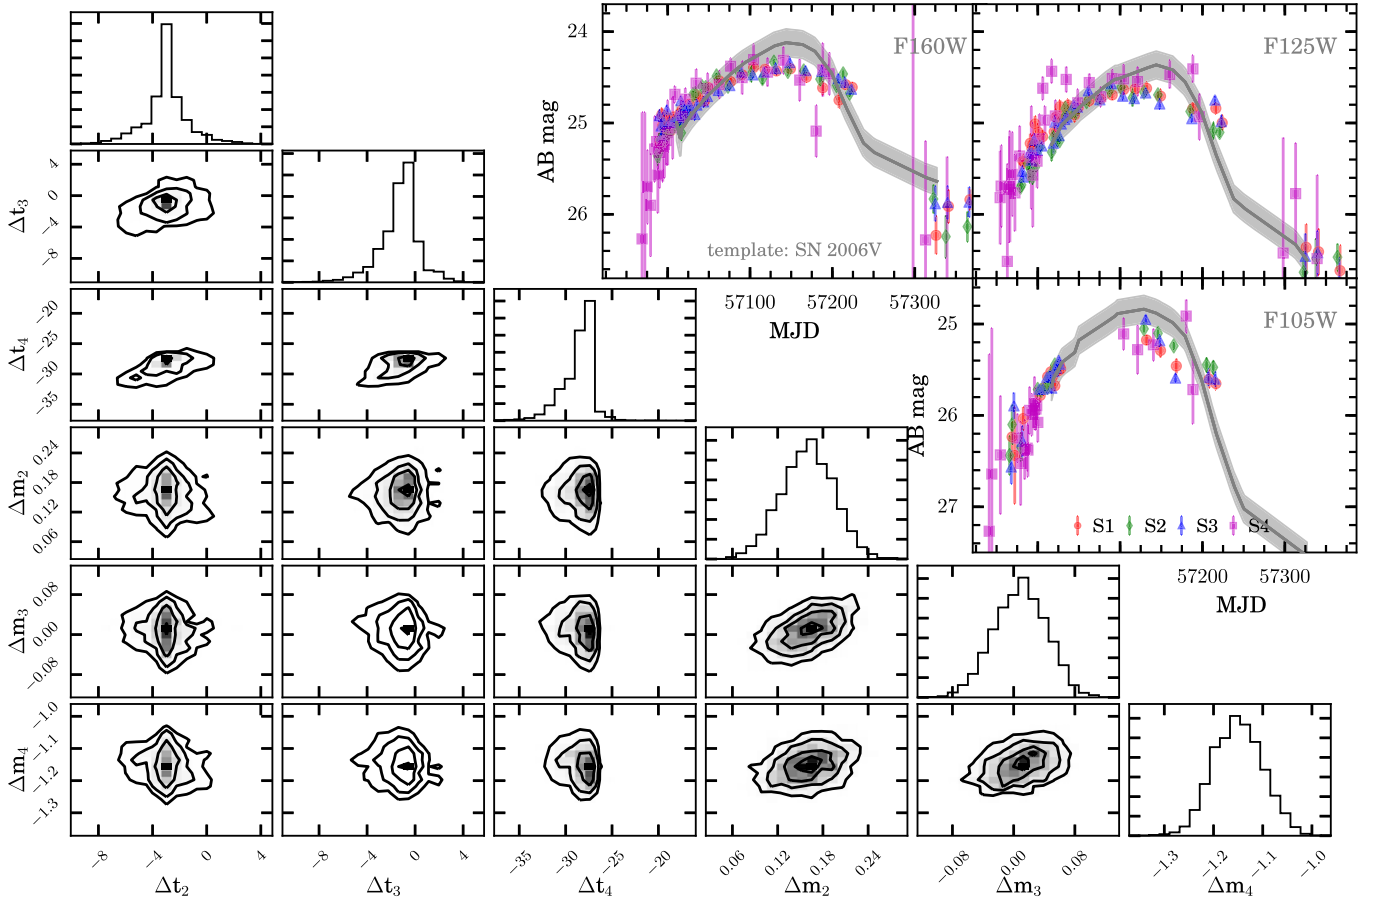 24
25
26
AB mag
F160W
template: SN 2006V
57100 57200 57300
MJD
F125W
25
26
27
AB mag
F105W
S1 S2 S3 S4
57200 57300
MJD
4
0
−4
−8
Δt3
−20
−25
−30
−35
Δt4
0.24
0.18
0.12
0.06
Δm2
0.08
0.00
−0.08
Δm3
−1.0
−1.1
−1.2
−1.3
Δm4
−8 −4 0 4
Δt2
−8 −4 0 4
Δt3
−35 −30 −25 −20
Δt4
0.06 0.12 0.18 0.24
Δm2
−0.08 0.00 0.08
Δm3
−1.3 −1.2 −1.1 −1.0
Δm4